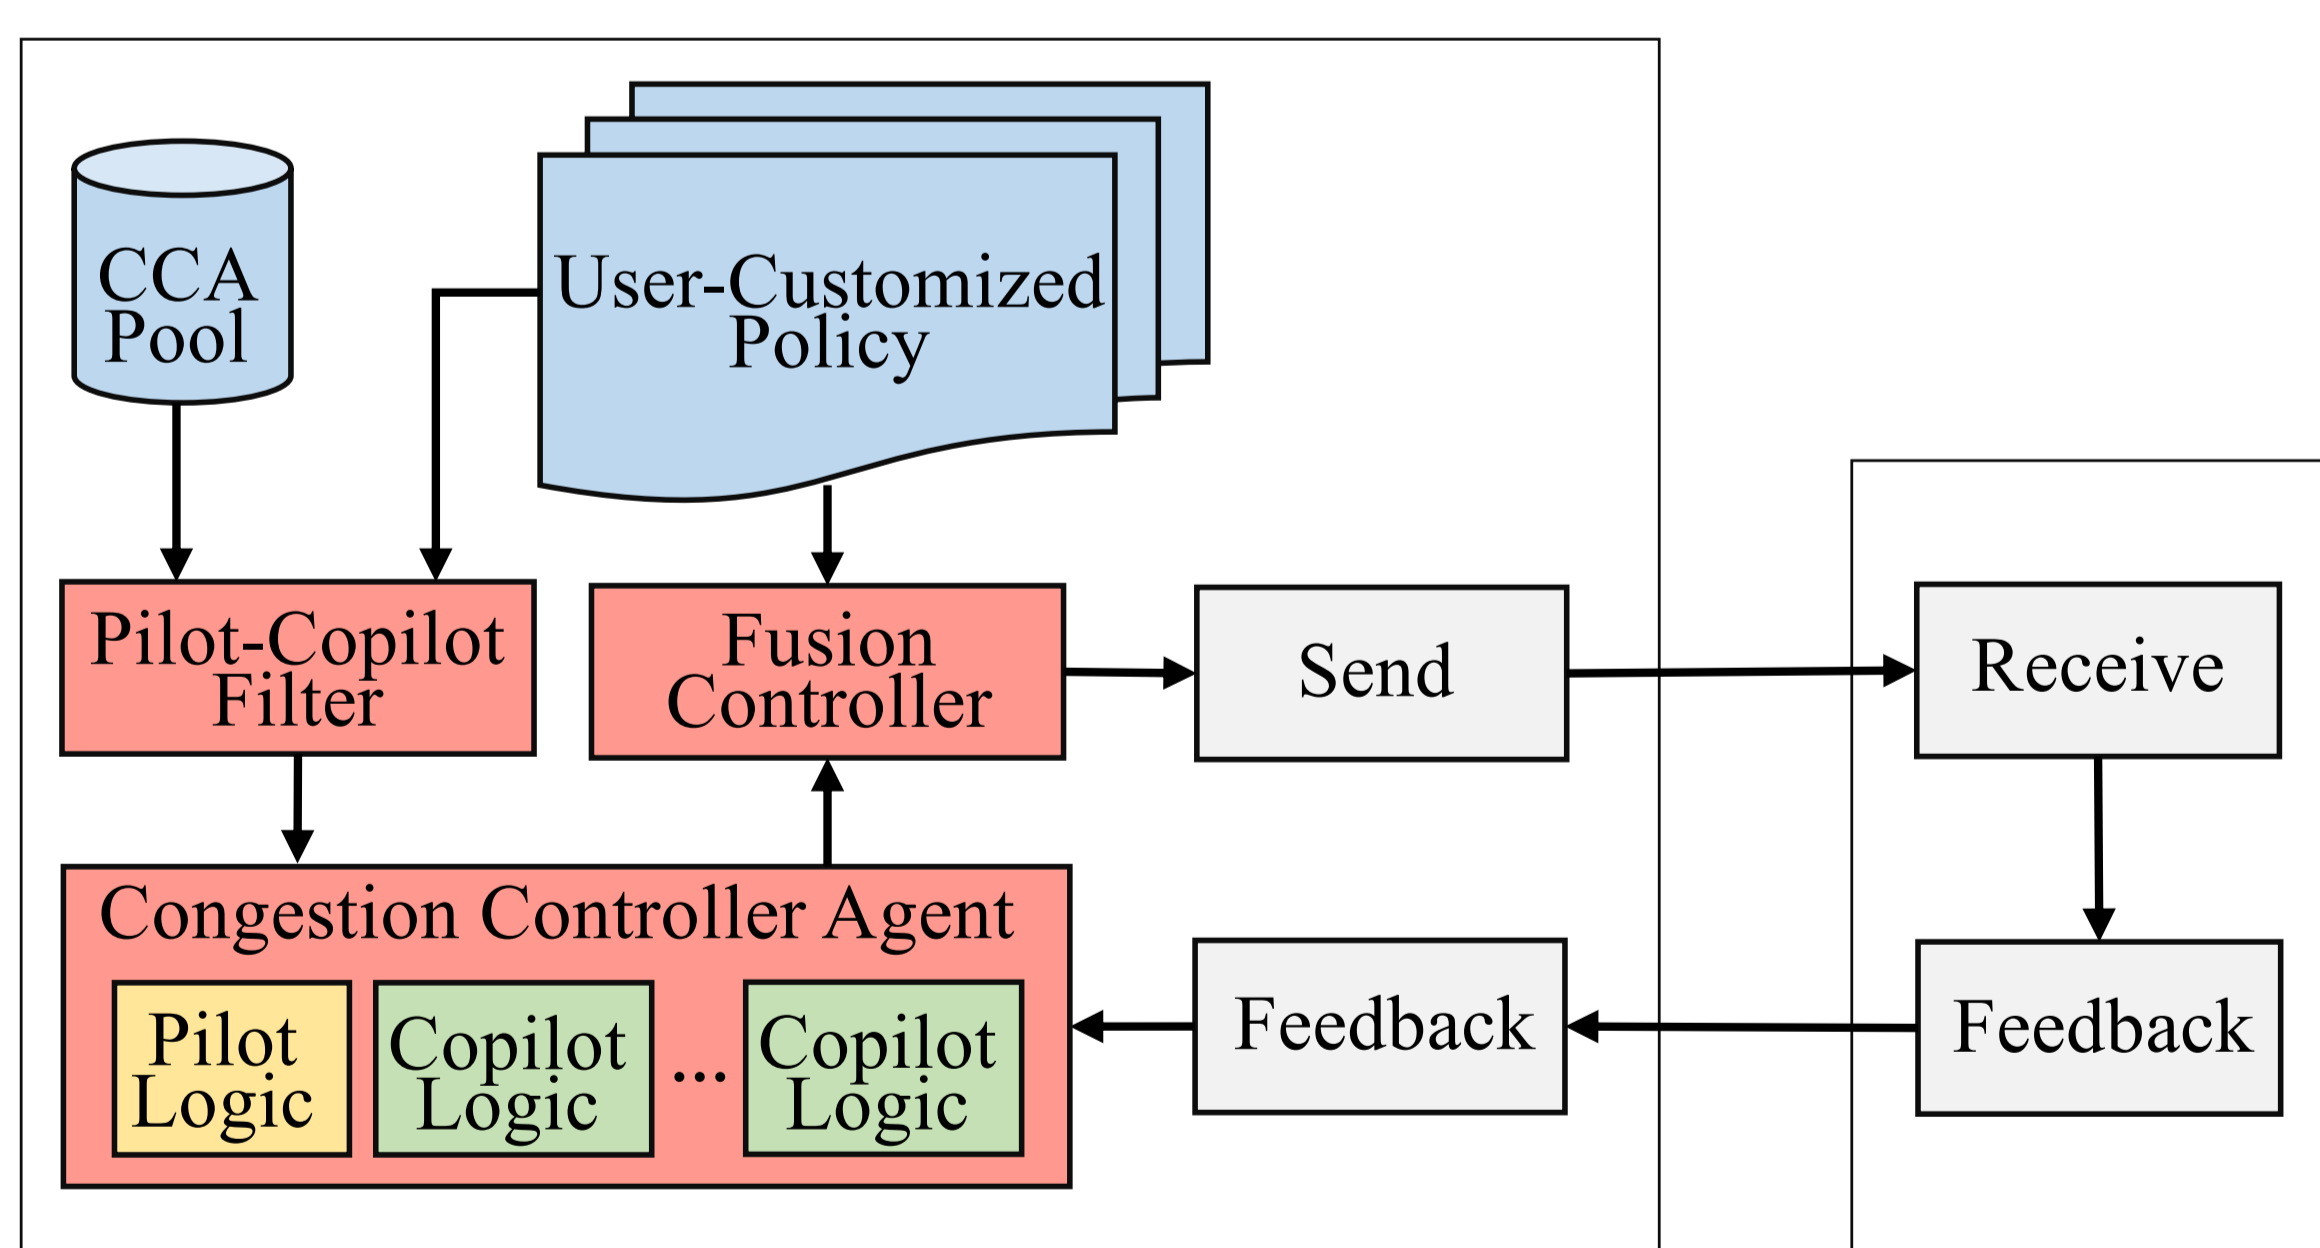 CCA
Pool
User-Customized
Policy
Pilot-Copilot
Filter
Fusion
Controller
Send
Receive
Congestion Controller Agent
Pilot
Logic
Copilot
Logic
...
Copilot
Logic
Feedback
Feedback